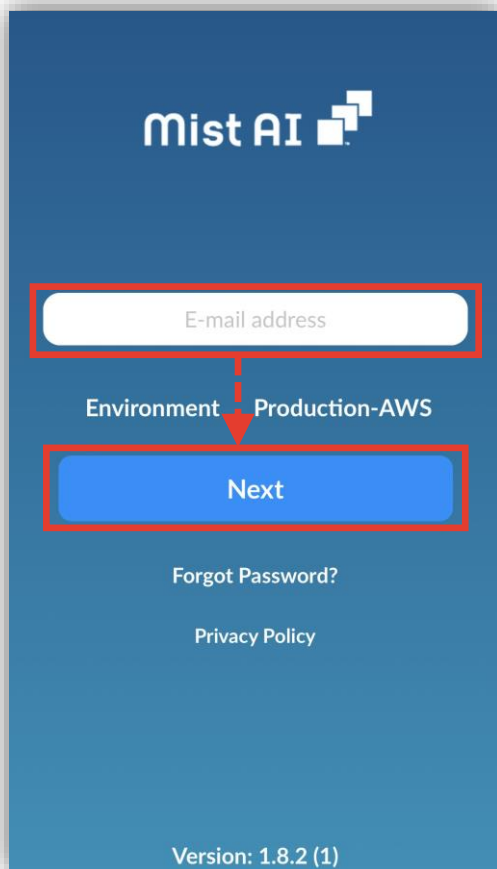 Mist AI
E-mail address
Environment Production-AWS
Next
Forgot Password?
Privacy Policy
Version: 1.8.2 (1)